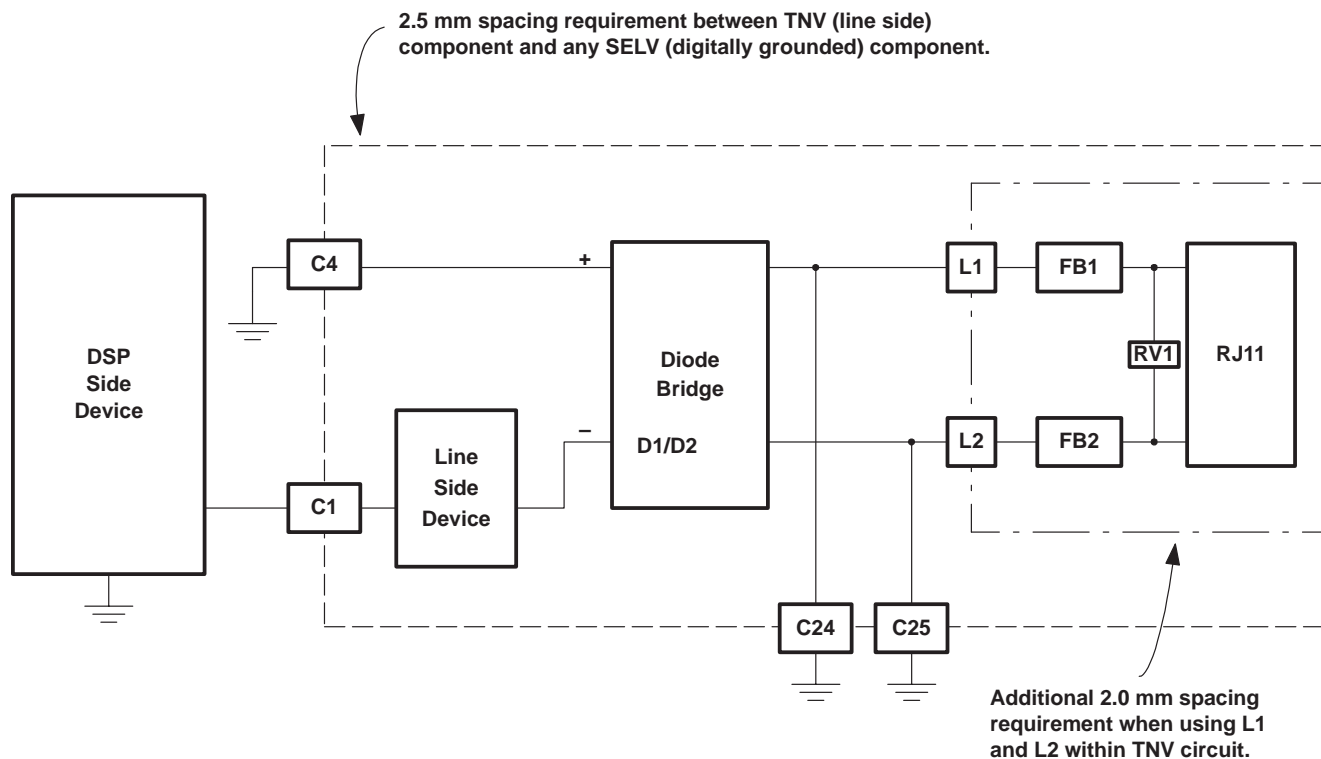 2.5 mm spacing requirement between TNV (line side)
component and any SELV (digitally grounded) component.
C4
+
L1
FB1
DSP
Side
Device
Diode
Bridge
RV1
RJ11
–
D1/D2
L2
FB2
Line
Side
Device
C1
C24
C25
Additional 2.0 mm spacing
requirement when using L1
and L2 within TNV circuit.